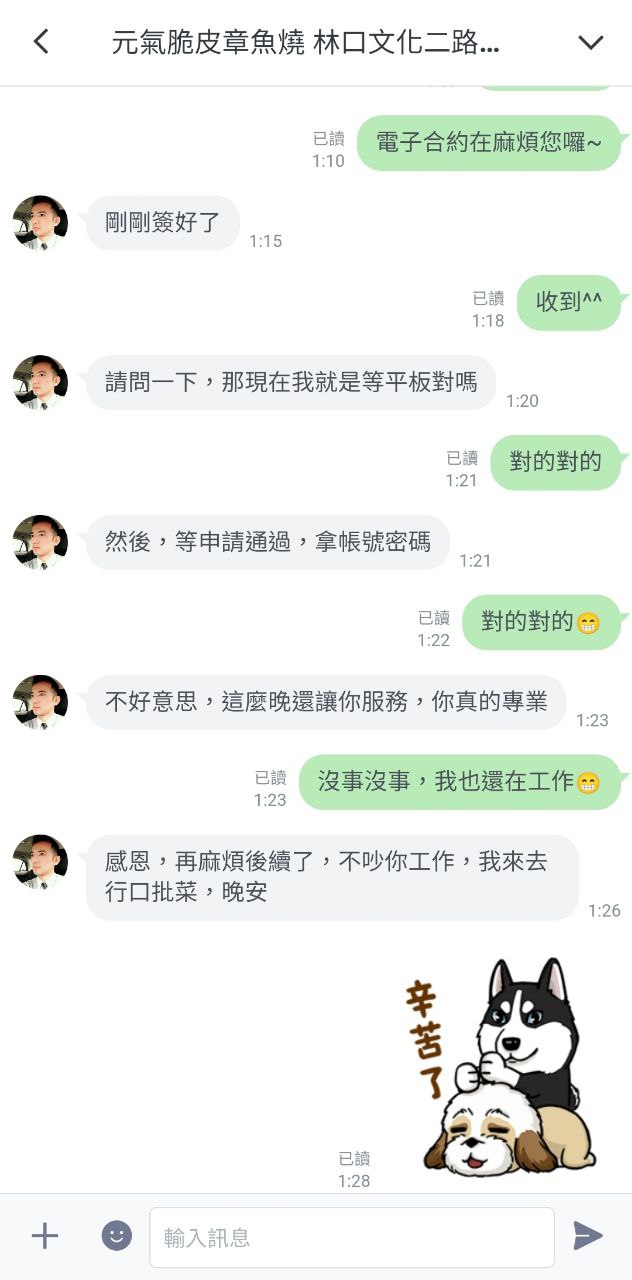 元氣脆皮章魚燒 林口文化二路...
電子合約在麻煩您囉~
已讀
1:10
剛剛簽好了
1:15
收到^^
已讀
1:18
請問一下，那現在我就是等平板對嗎
1:20
對的對的
已讀
1:21
然後，等申請通過，拿帳號密碼
1:21
對的對的😁
已讀
1:22
不好意思，這麼晚還讓你服務，你真的專業
1:23
沒事沒事，我也還在工作😁
已讀
1:23
感恩，再麻煩後續了，不吵你工作，我來去
行口批菜，晚安
1:26
辛苦了
已讀
1:28
輸入訊息